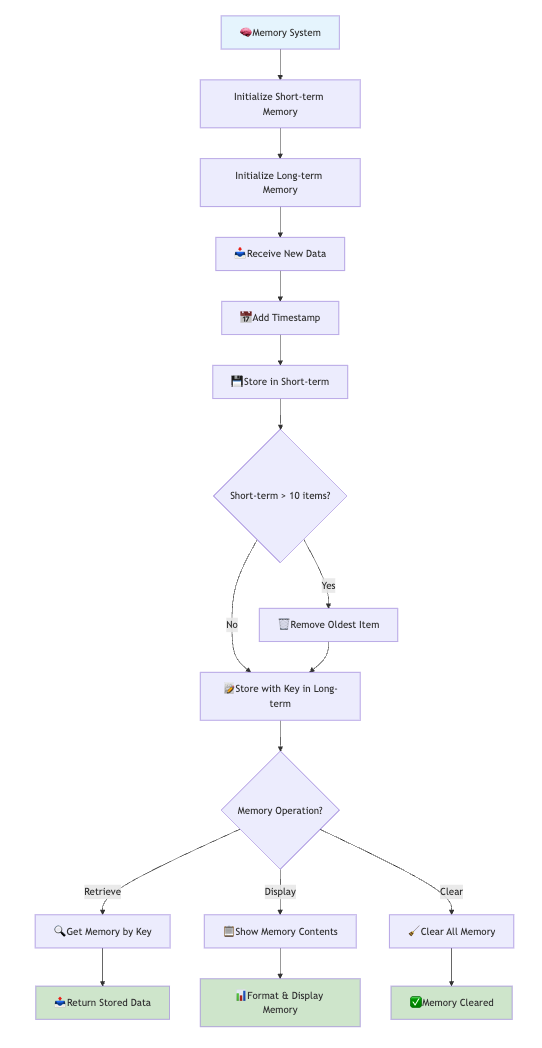 🧠Memory System
Initialize Short-term
Memory
Initialize Long-term
Memory
📥Receive New Data
📅Add Timestamp
💾Store in Short-term
Short-term > 10 items?
Yes
No
🗑️Remove Oldest Item
📝Store with Key in Long-
term
Memory Operation?
Retrieve
Display
Clear
🔍Get Memory by Key
📋Show Memory Contents
🧹Clear All Memory
📤Return Stored Data
📊Format & Display
Memory
✅Memory Cleared